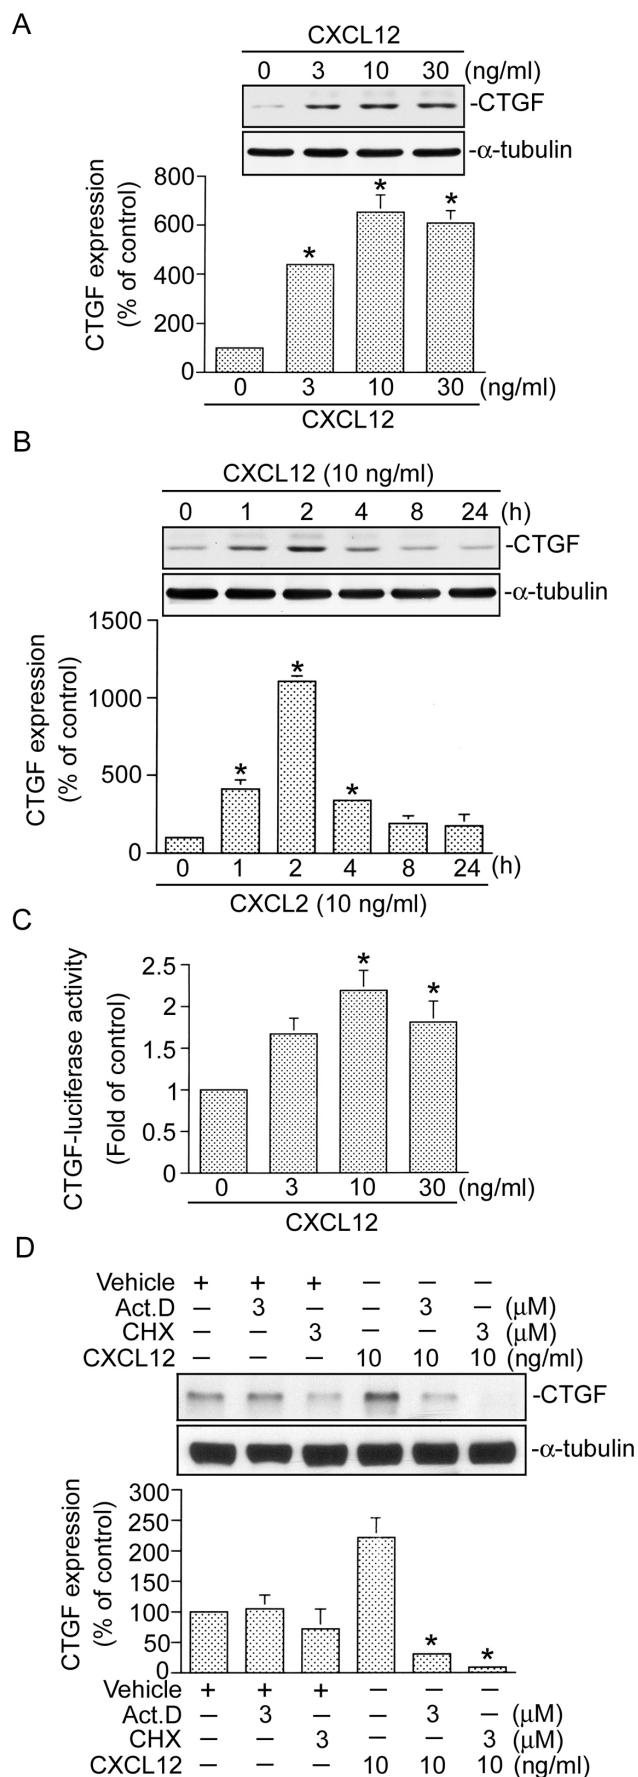 A
CXCL12
0 3 10 30 (ng/ml)
-CTGF
-α-tubulin
CTGF expression
(% of control)
800
600
400
200
0
* * *
0 3 10 30 (ng/ml)
CXCL12
B
CXCL12 (10 ng/ml)
0 1 2 4 8 24 (h)
-CTGF
-α-tubulin
CTGF expression
(% of control)
1500
1000
500
0
* * *
0 1 2 4 8 24 (h)
CXCL2 (10 ng/ml)
C
CTGF-luciferase activity
(Fold of control)
2.5
2
1.5
1
0.5
0
* *
0 3 10 30 (ng/ml)
CXCL12
D
Vehicle + + + − − −
Act.D − 3 − − 3 − (μM)
CHX − − 3 − − 3 (μM)
CXCL12 − − − 10 10 10 (ng/ml)
-CTGF
-α-tubulin
CTGF expression
(% of control)
300
250
200
150
100
50
0
* *
Vehicle + + + − − −
Act.D − 3 − − 3 − (μM)
CHX − − 3 − − 3 (μM)
CXCL12 − − − 10 10 10 (ng/ml)